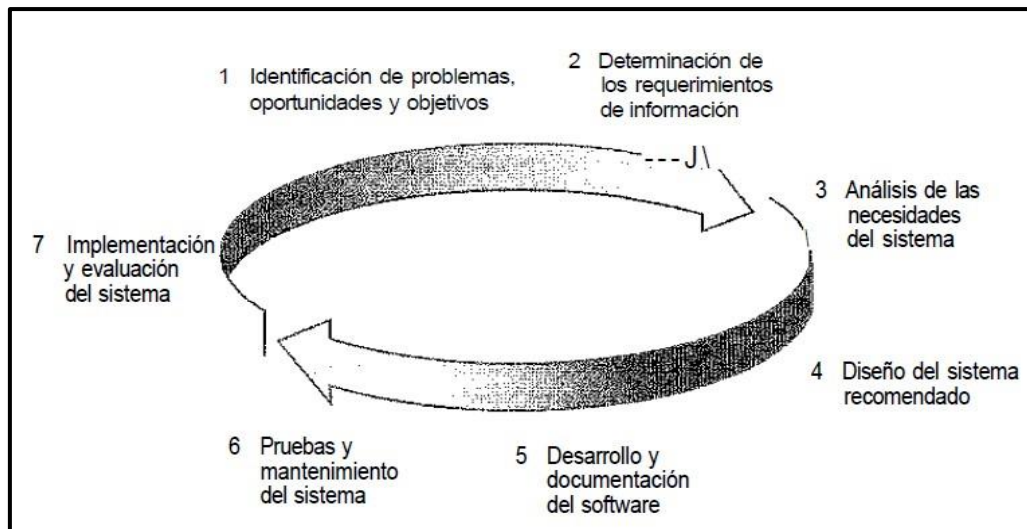 1 Identificación de problemas,
oportunidades y objetivos
2 Determinación de
los requerimientos
de información
3 Análisis de las
necesidades
del sistema
4 Diseño del sistema
recomendado
5 Desarrollo y
documentación
del software
6 Pruebas y
mantenimiento
del sistema
7 Implementación
y evaluación
del sistema